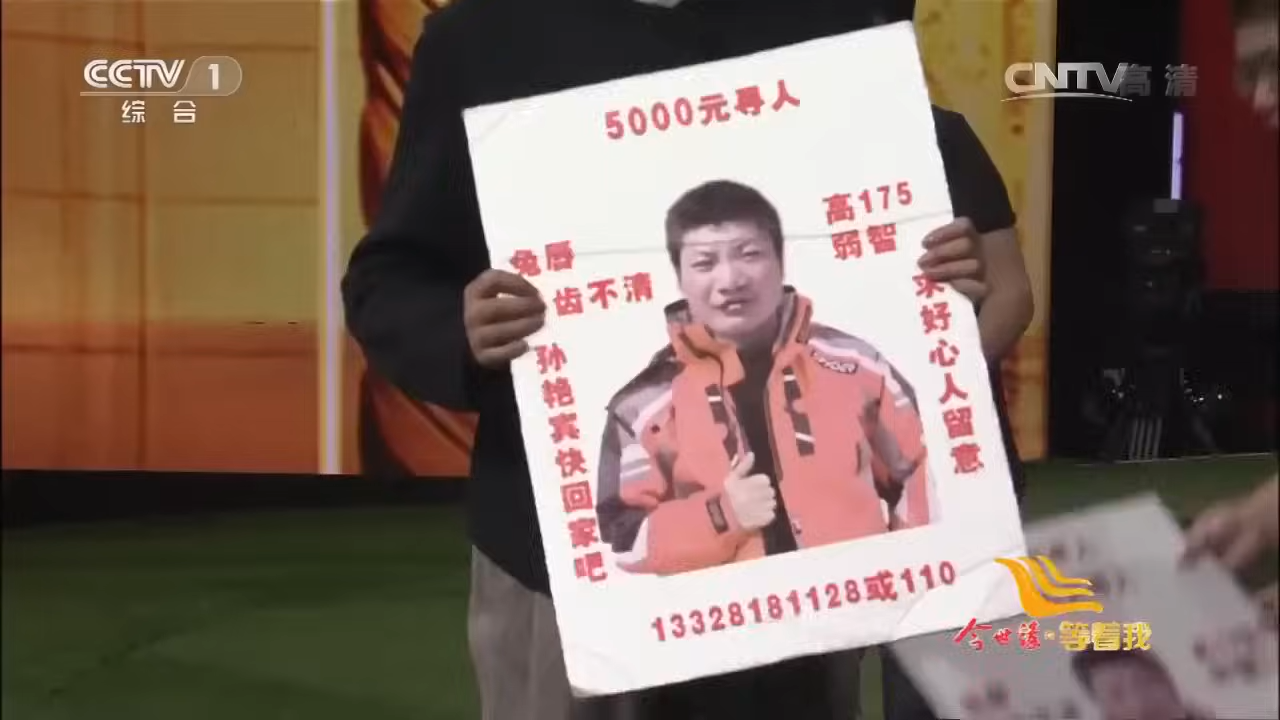 CCTV 1
综合
CNTV高清
5000元寻人
高175
弱智
兔唇
齿不清
孙艳宾快回家吧
求好心人留意
13328181128或110
今世缘·等着我